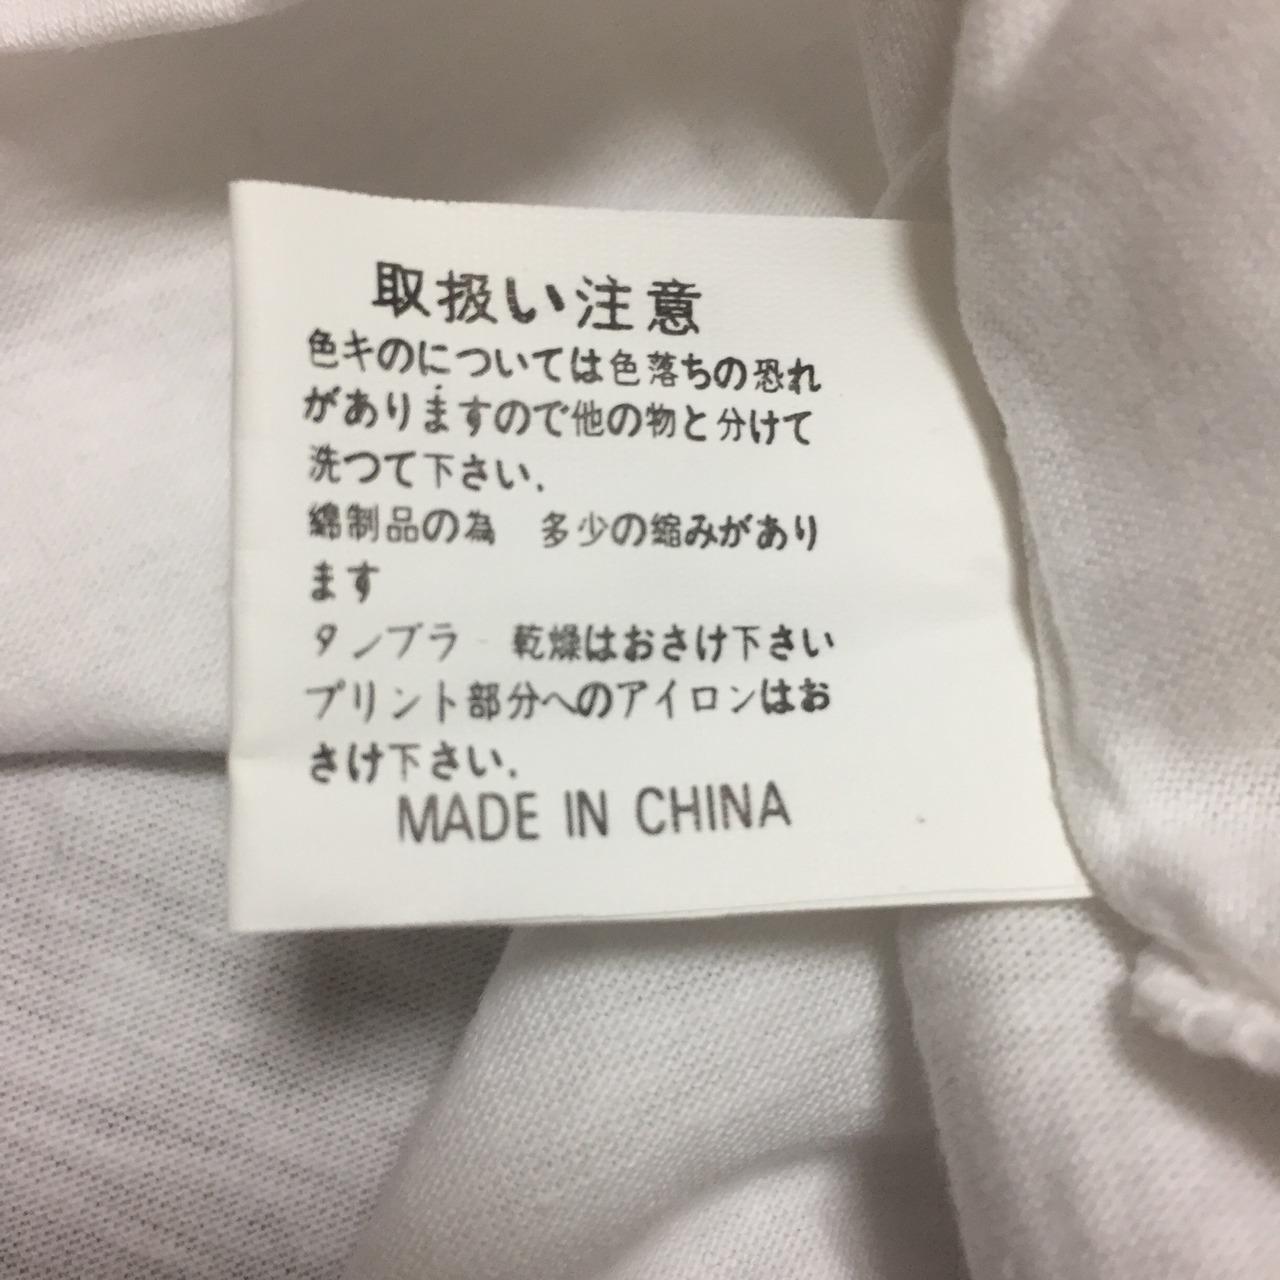 取扱い注意
色キのについては色落ちの恐れ
がありますので他の物と分けて
洗つて下さい.
綿制品の為　多少の縮みがあり
ます
タンブラ-乾燥はおさけ下さい
プリント部分へのアイロンはお
さけ下さい.
MADE IN CHINA